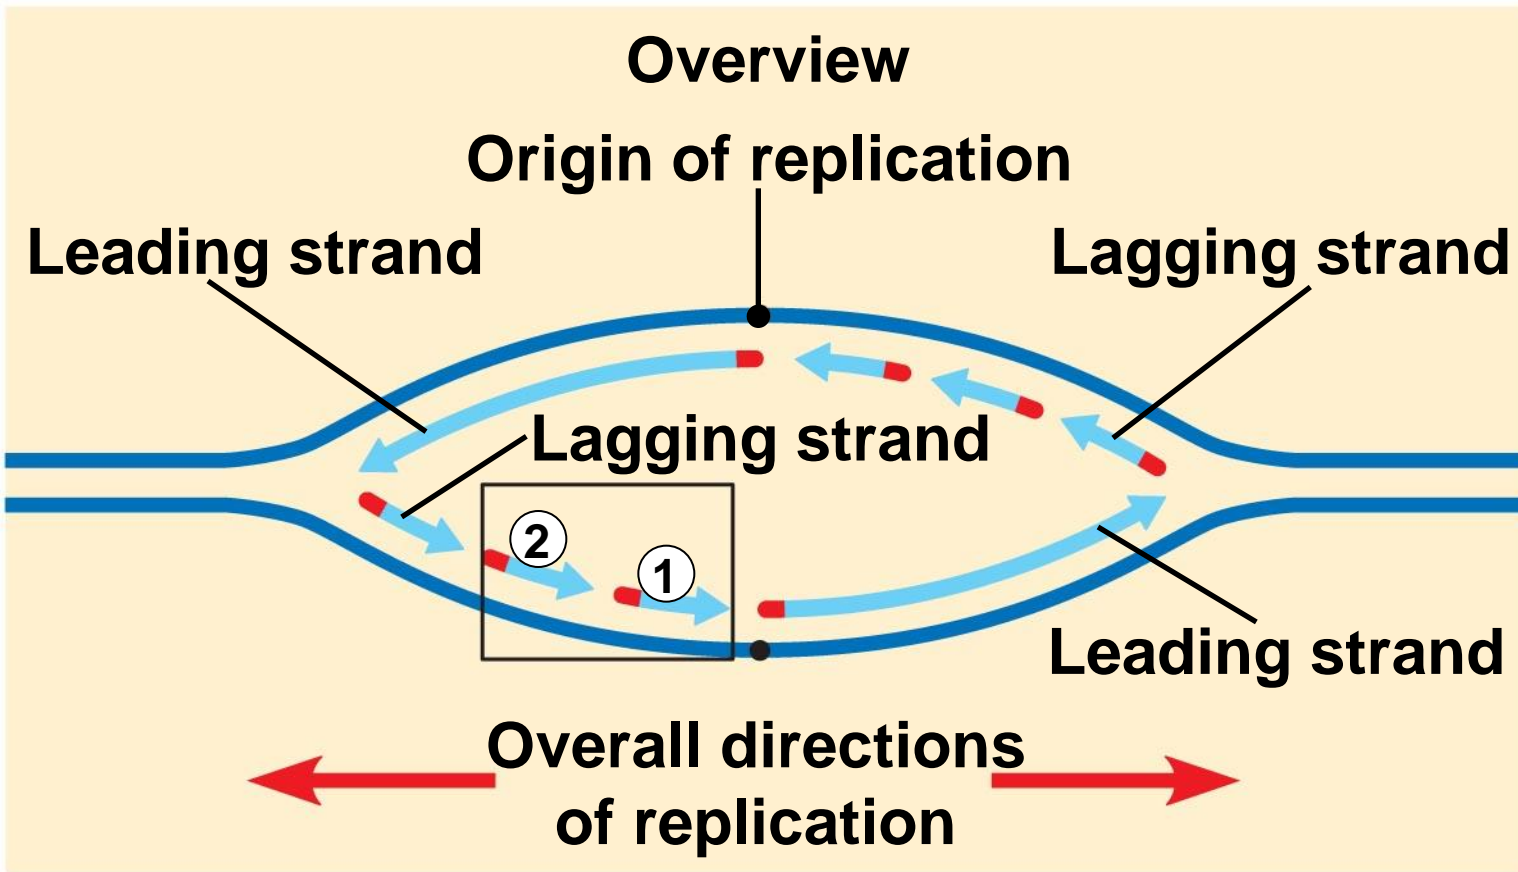 Overview
Origin of replication
Leading strand
Lagging strand
Lagging strand
2
1
Leading strand
Overall directions
of replication